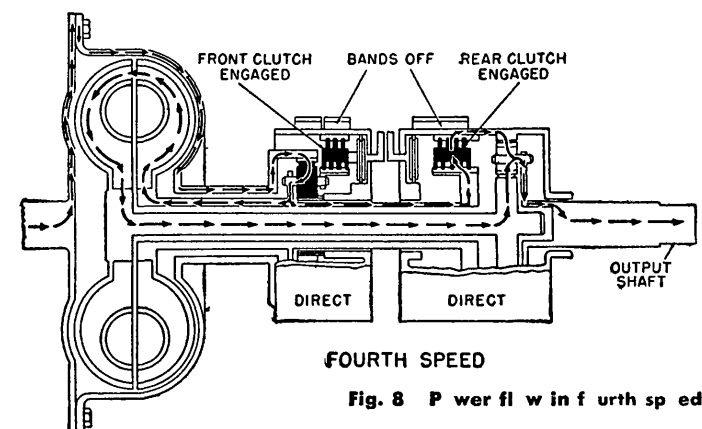 FRONT CLUTCH
ENGAGED
BANDS OFF
REAR CLUTCH
ENGAGED
OUTPUT
SHAFT
DIRECT
DIRECT
FOURTH SPEED
Fig. 8 P wer fl w in f urth sp ed